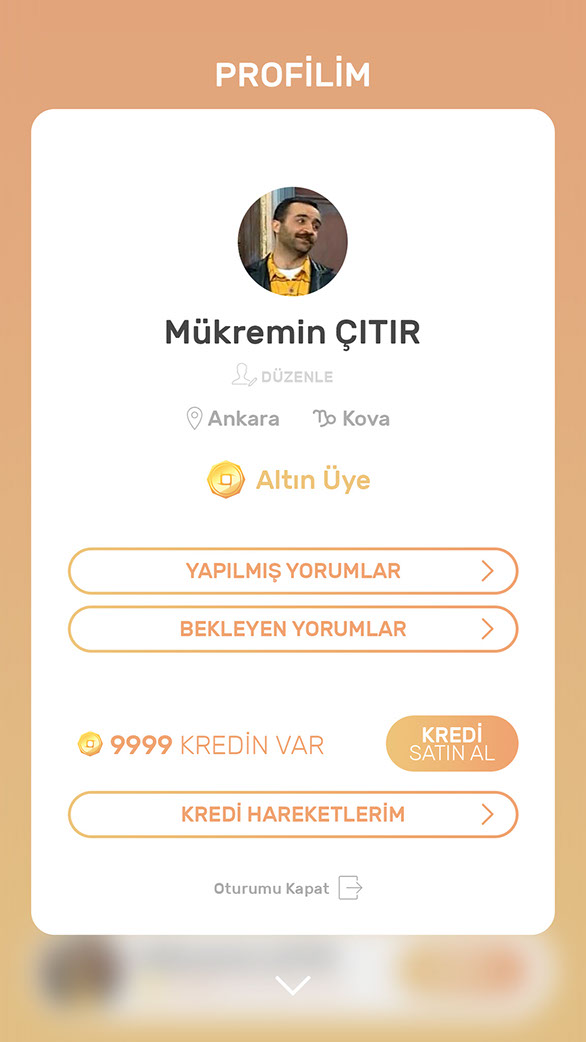 PROFİLİM
Mükremin ÇITIR
DÜZENLE
Ankara
Kova
Altın Üye
YAPILMIŞ YORUMLAR
BEKLEYEN YORUMLAR
9999 KREDİN VAR
KREDİ
SATIN AL
KREDİ HAREKETLERİM
Oturumu Kapat